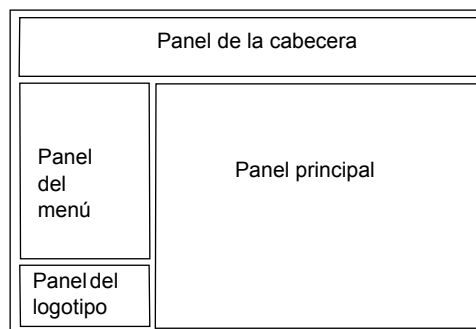 Panel de la cabecera
Panel
del
menú
Panel principal
Panel del
logotipo